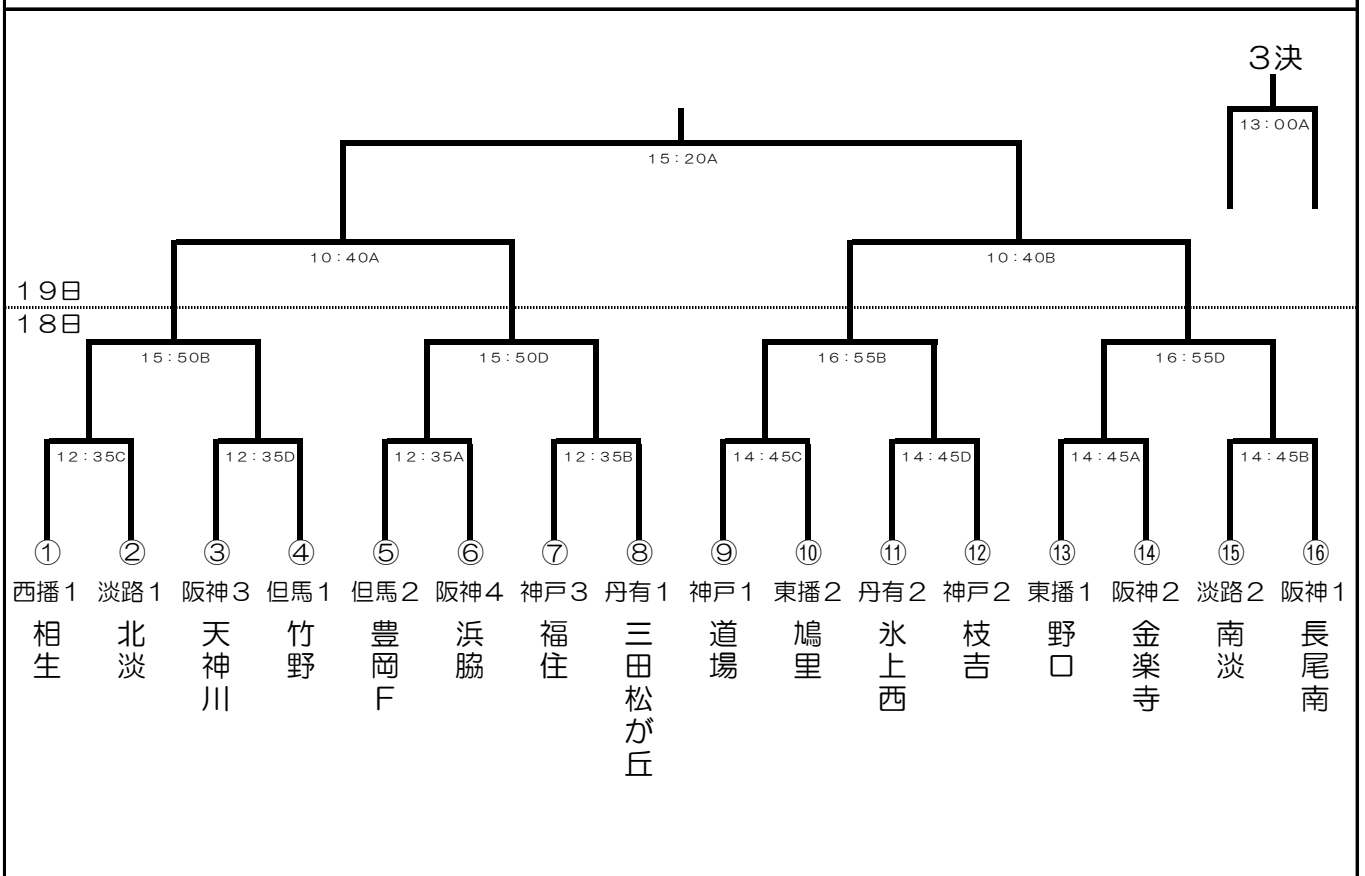 3決
13:00A
15:20A
10:40A
10:40B
19日
18日
15:50B
15:50D
16:55B
16:55D
12:35C
12:35D
12:35A
12:35B
14:45C
14:45D
14:45A
14:45B
① ② ③ ④ ⑤ ⑥ ⑦ ⑧ ⑨ ⑩ ⑪ ⑫ ⑬ ⑭ ⑮ ⑯
西播1 淡路1 阪神3 但馬1 但馬2 阪神4 神戸3 丹有1 神戸1 東播2 丹有2 神戸2 東播1 阪神2 淡路2 阪神1
相生
北淡
天神川
竹野
豊岡F
浜脇
福住
三田松が丘
道場
鳩里
氷上西
枝吉
野口
金楽寺
南淡
長尾南